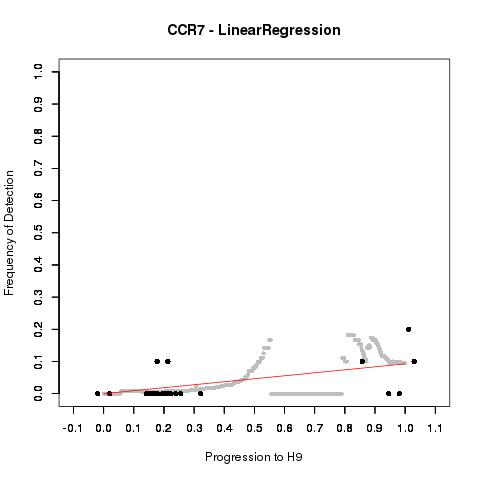 CCR7 - LinearRegression
Frequency of Detection
1.0
0.9
0.8
0.7
0.6
0.5
0.4
0.3
0.2
0.1
0.0
-0.1 0.0 0.1 0.2 0.3 0.4 0.5 0.6 0.7 0.8 0.9 1.0 1.1
Progression to H9